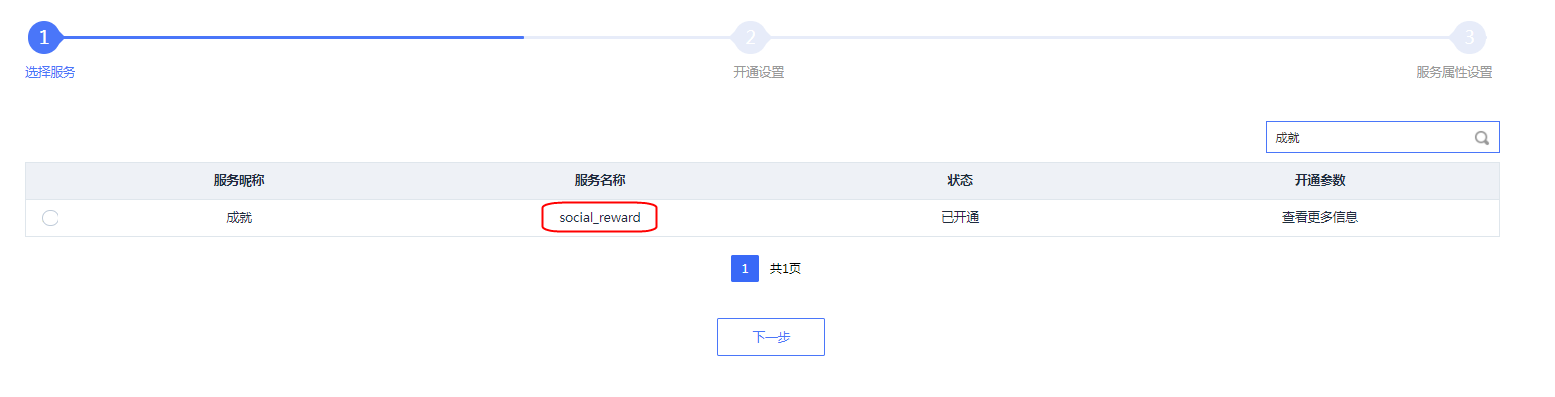 1 2 3
选择服务 开通设置 服务属性设置
成就
服务昵称 服务名称 状态 开通参数
成就 social_reward 已开通 查看更多信息
1 共1页
下一步